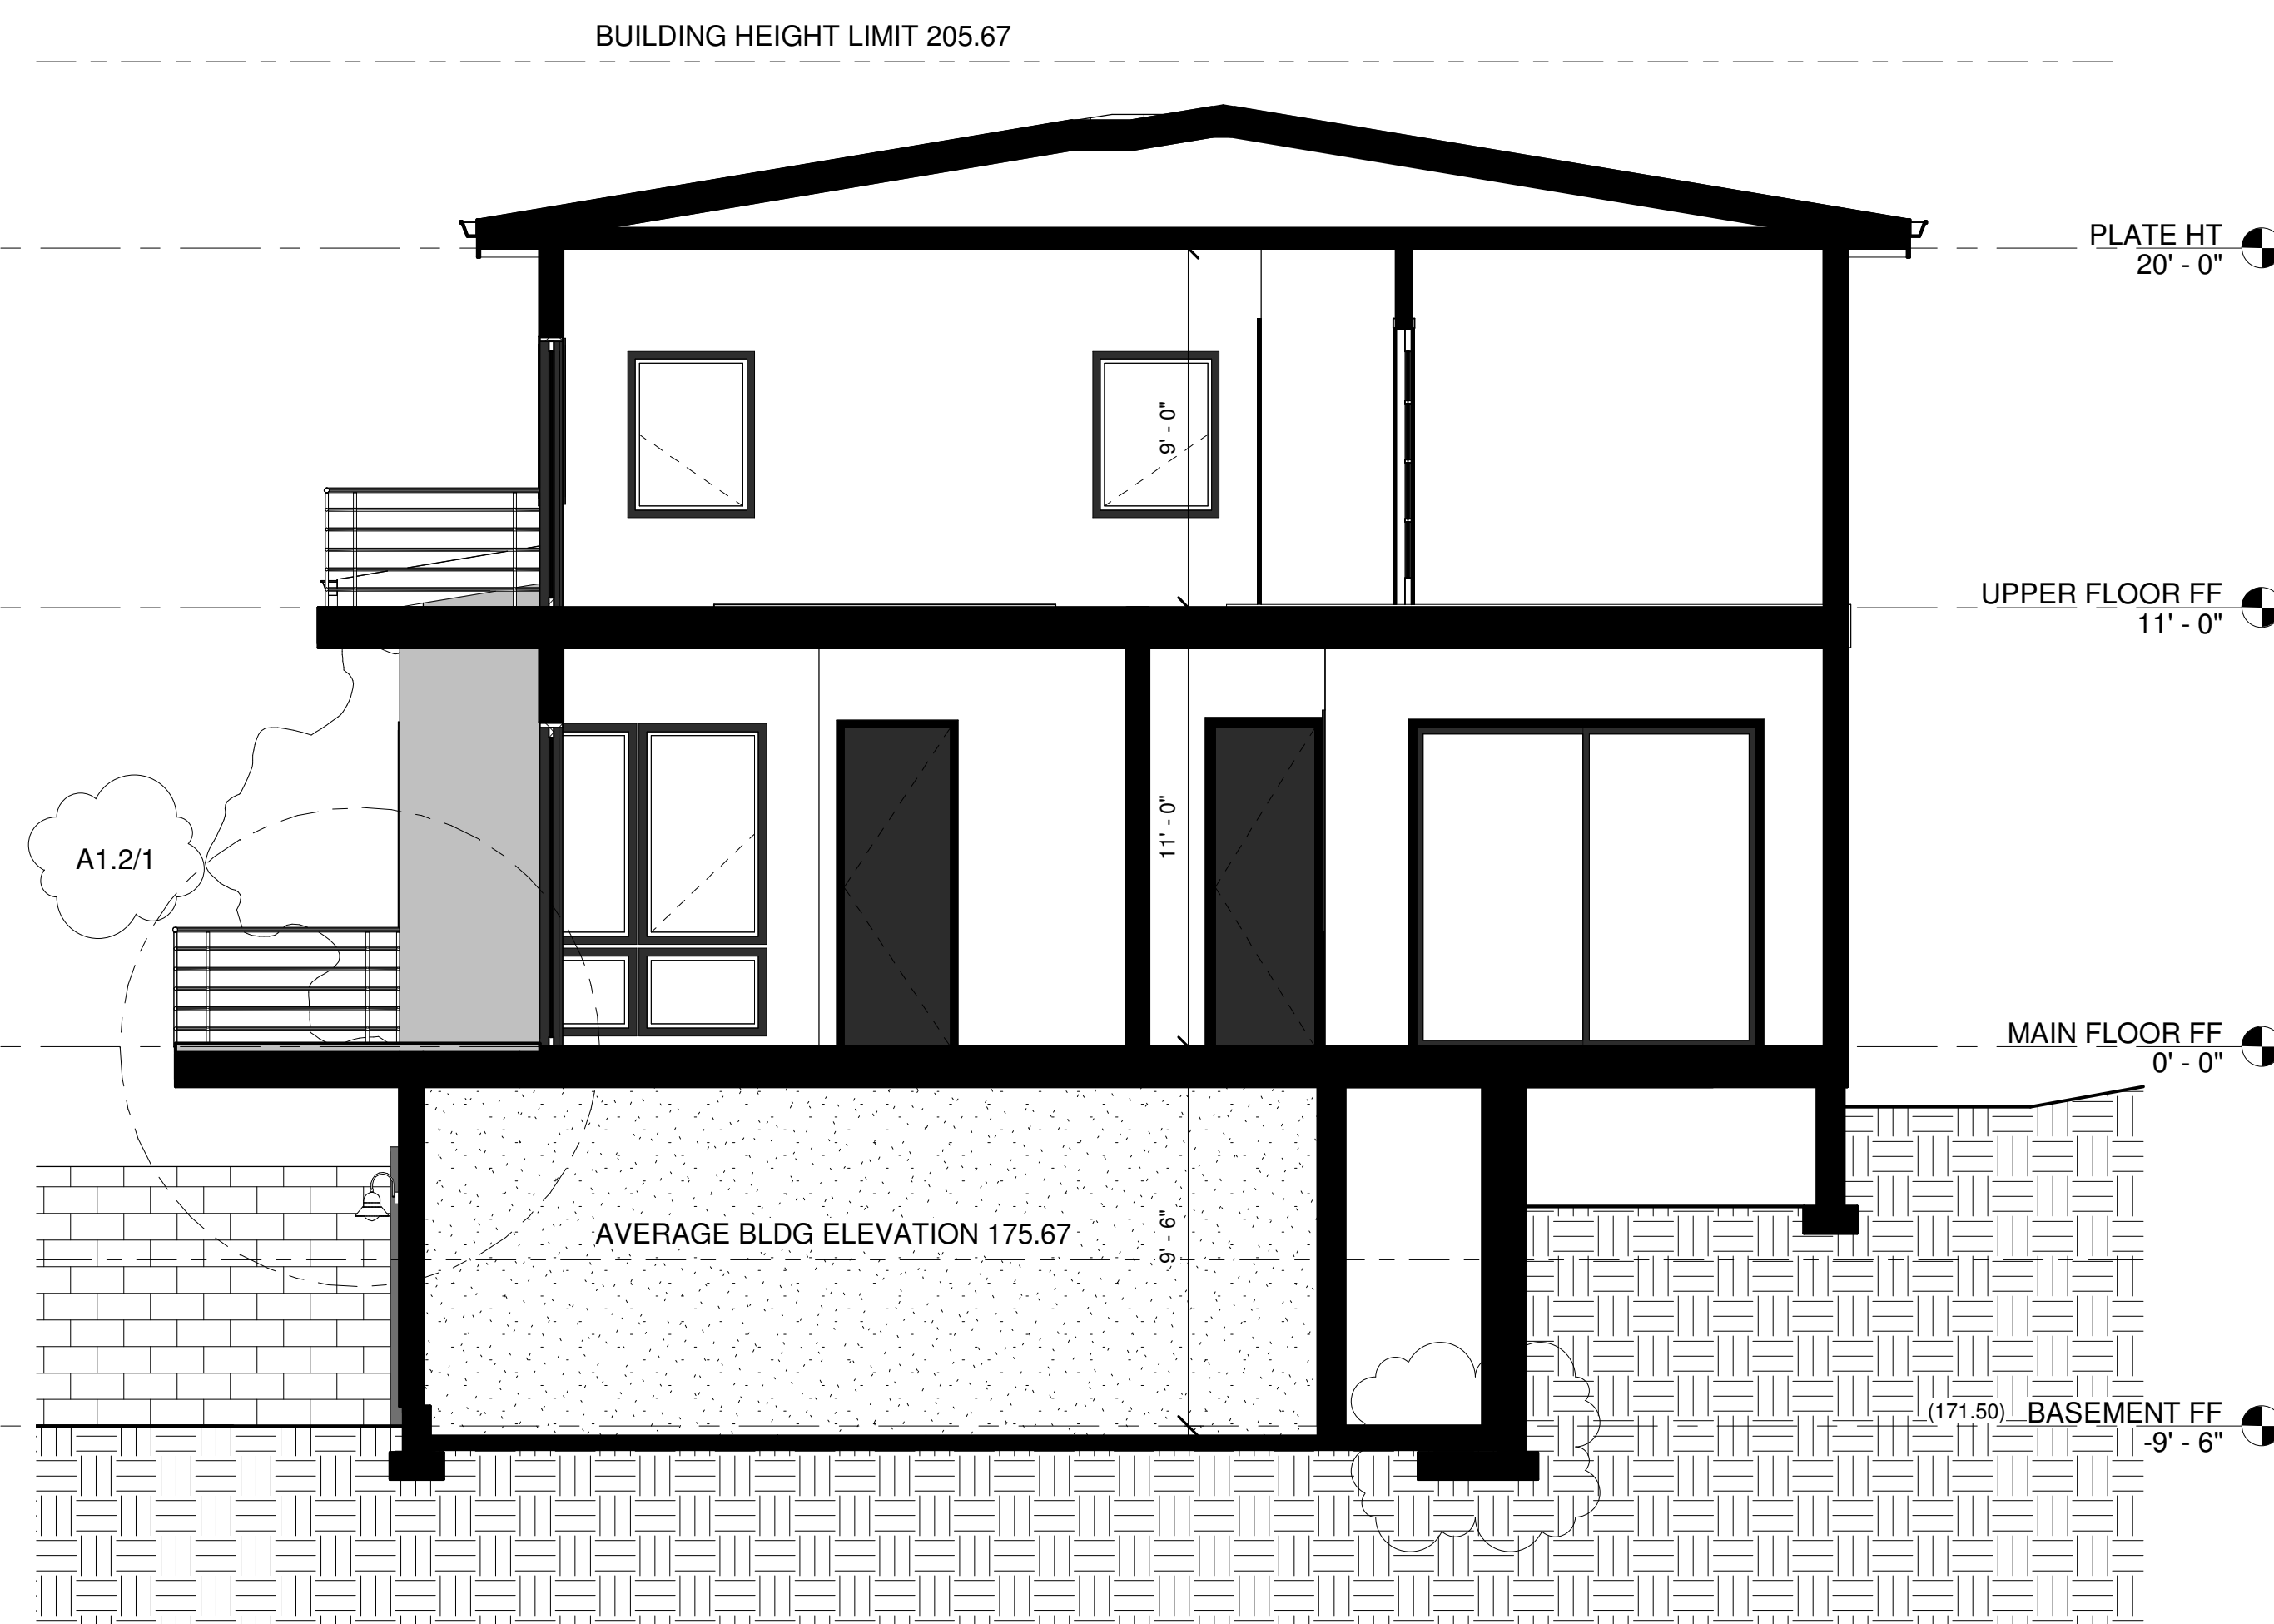 BUILDING HEIGHT LIMIT 205.67
PLATE HT
20' - 0"
9' - 0"
UPPER FLOOR FF
11' - 0"
11' - 0"
A1.2/1
MAIN FLOOR FF
0' - 0"
AVERAGE BLDG ELEVATION 175.67
9' - 6"
(171.50) BASEMENT FF
-9' - 6"